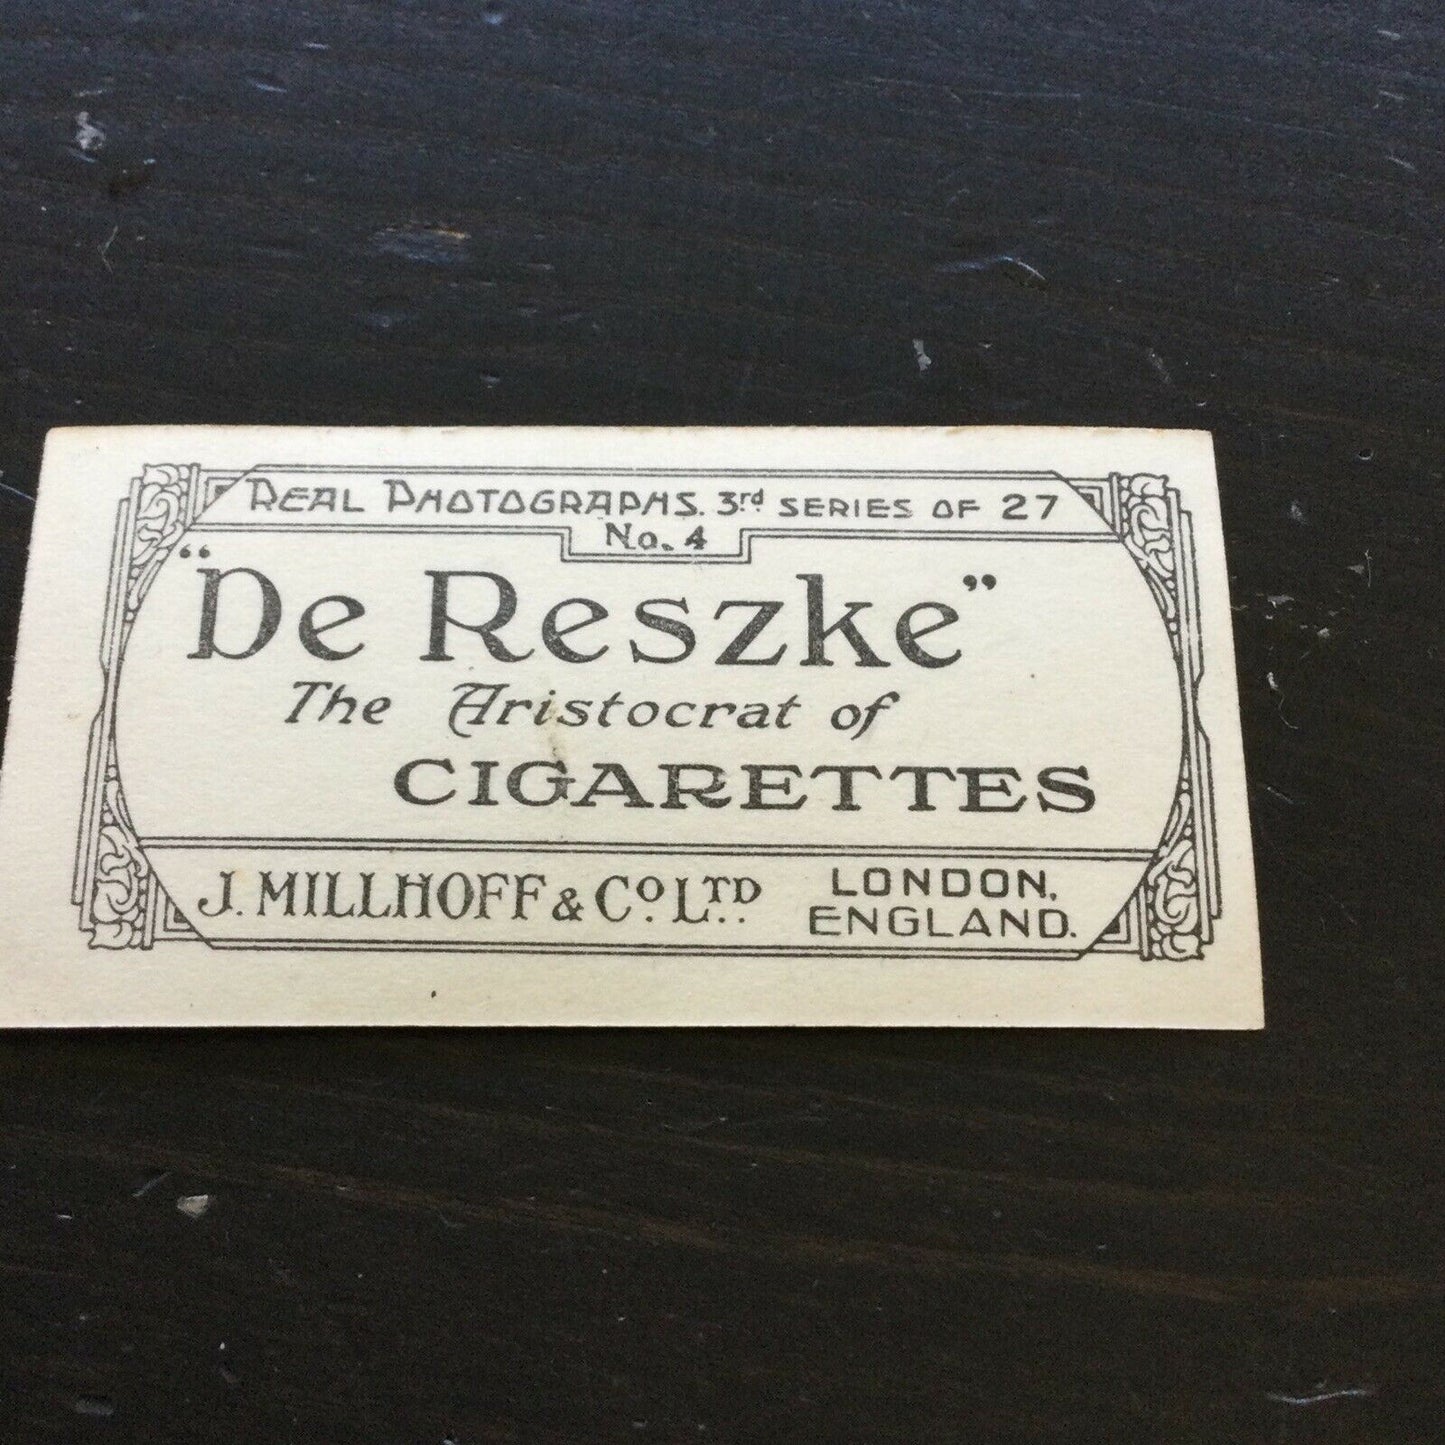 REAL PHOTOGRAPHS. 3rd SERIES OF 27
No. 4
"De Reszke"
The Aristocrat of
CIGARETTES
J. MILLHOFF & Co. LTD. LONDON,
ENGLAND.